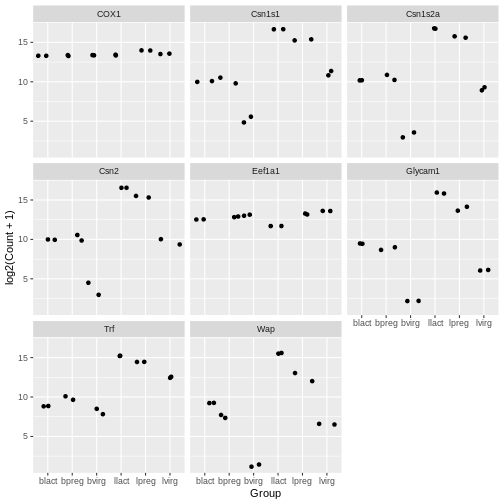 COX1 Csn1s1 Csn1s2a
15
10
5
Csn2 Eef1a1 Glycam1
15
10
5
log2(Count + 1)
blact bpreg bvirg llact lpreg lvirg
Trf Wap
15
10
5
blact bpreg bvirg llact lpreg lvirg blact bpreg bvirg llact lpreg lvirg
Group